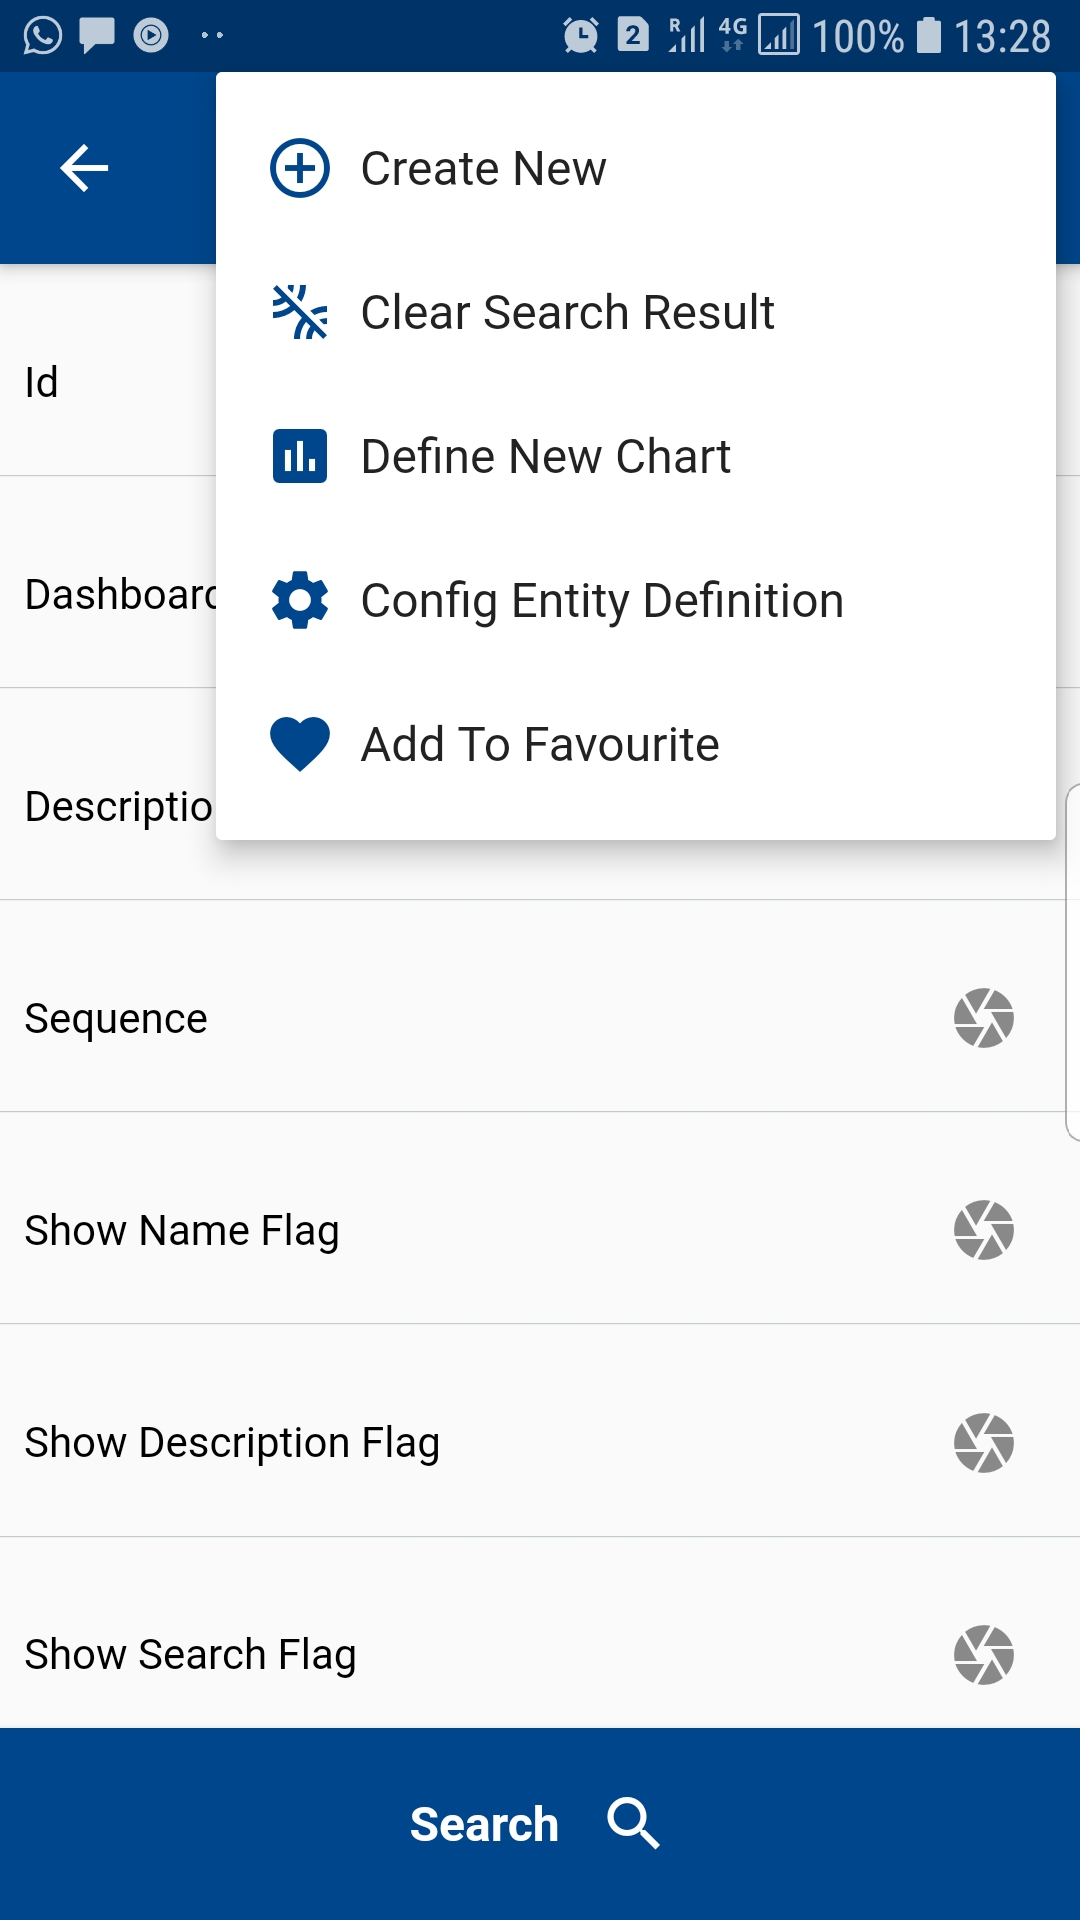 R 4G 100% 13:28
2
Create New
Clear Search Result
Id
Define New Chart
Dashboard
Config Entity Definition
Add To Favourite
Descriptio
Sequence
Show Name Flag
Show Description Flag
Show Search Flag
Search